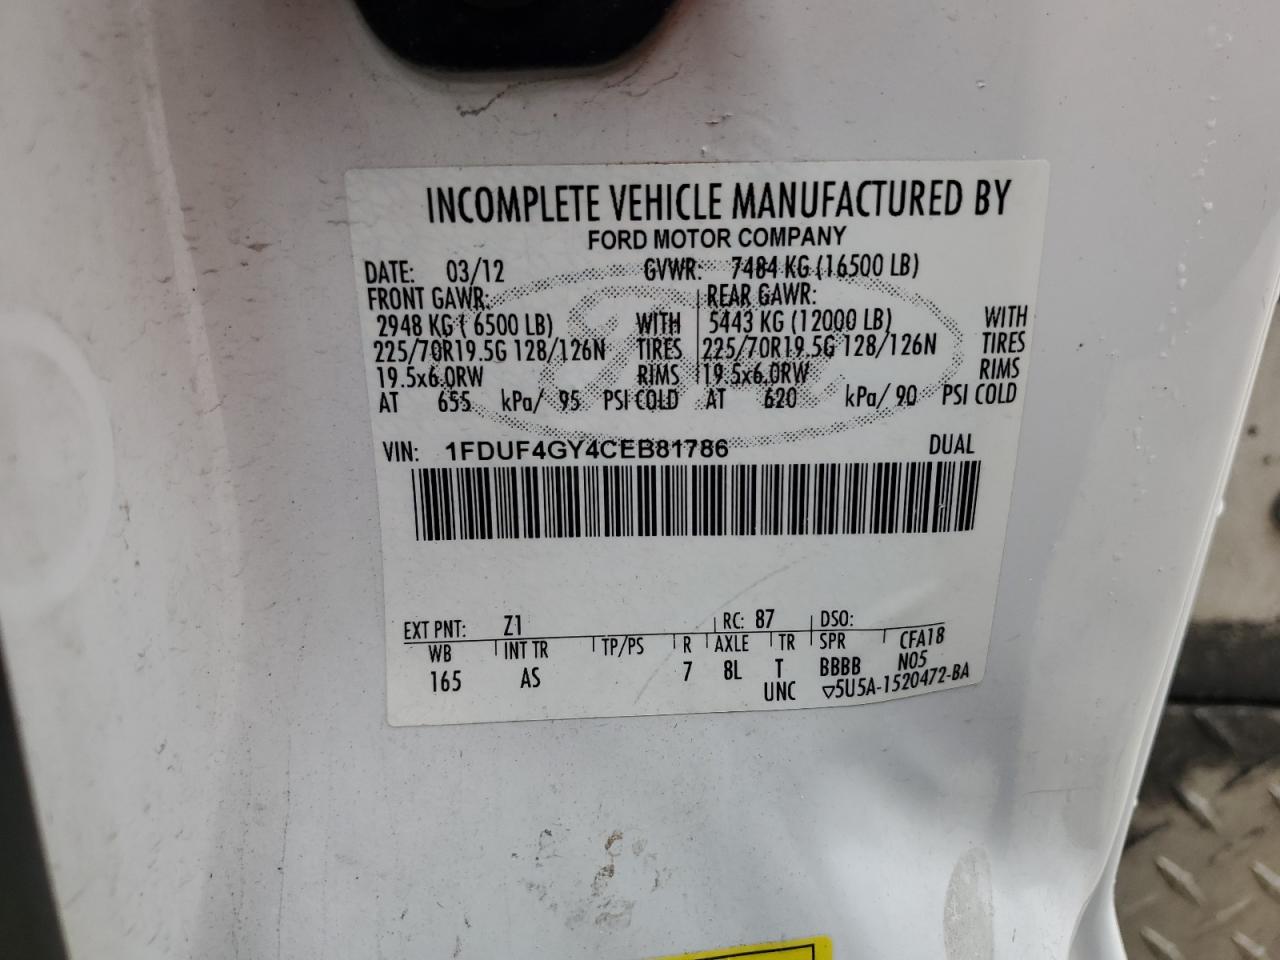 INCOMPLETE VEHICLE MANUFACTURED BY
FORD MOTOR COMPANY
DATE: 03/12 GVWR: 7484 KG (16500 LB)
FRONT GAWR: REAR GAWR:
2948 KG ( 6500 LB) WITH 5443 KG (12000 LB) WITH
225/70R19.5G 128/126N TIRES 225/70R19.5G 128/126N TIRES
19.5x6.0RW RIMS 19.5x6.0RW RIMS
AT 655 kPa/ 95 PSI COLD AT 620 kPa/ 90 PSI COLD
VIN: 1FDUF4GY4CEB81786 DUAL
EXT PNT: Z1 RC: 87 DSO:
WB INT TR TP/PS R AXLE TR SPR CFA18
165 AS 7 8L T BBBB N05
UNC ▽5U5A-1520472-BA